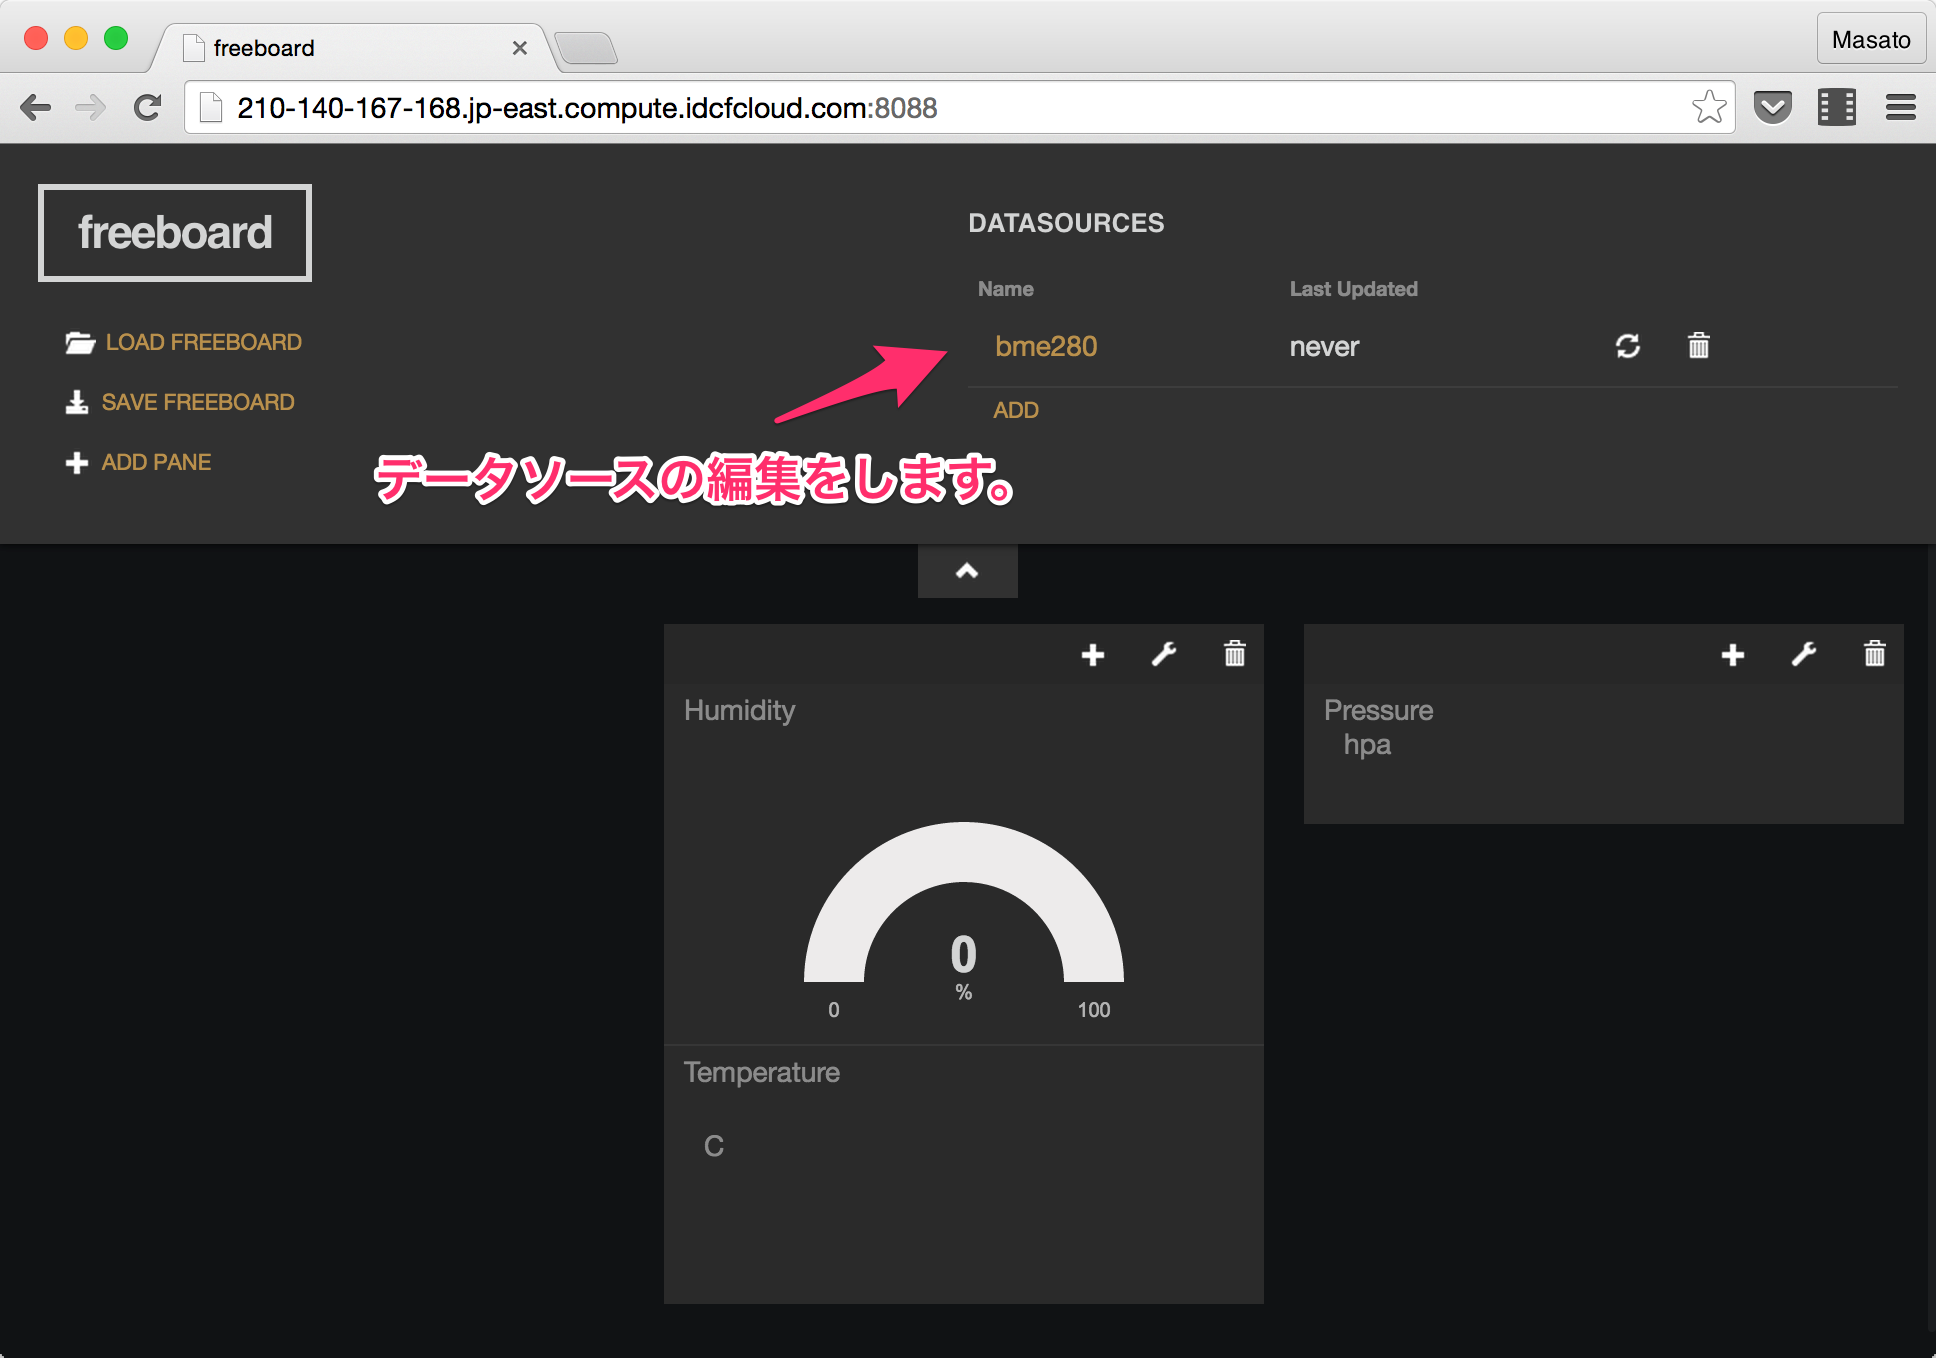 freeboard
Masato
210-140-167-168.jp-east.compute.idcfcloud.com:8088
freeboard
LOAD FREEBOARD
SAVE FREEBOARD
ADD PANE
DATASOURCES
Name Last Updated
bme280 never
ADD
データソースの編集をします。
Humidity
0
%
0 100
Temperature
C
Pressure
hpa